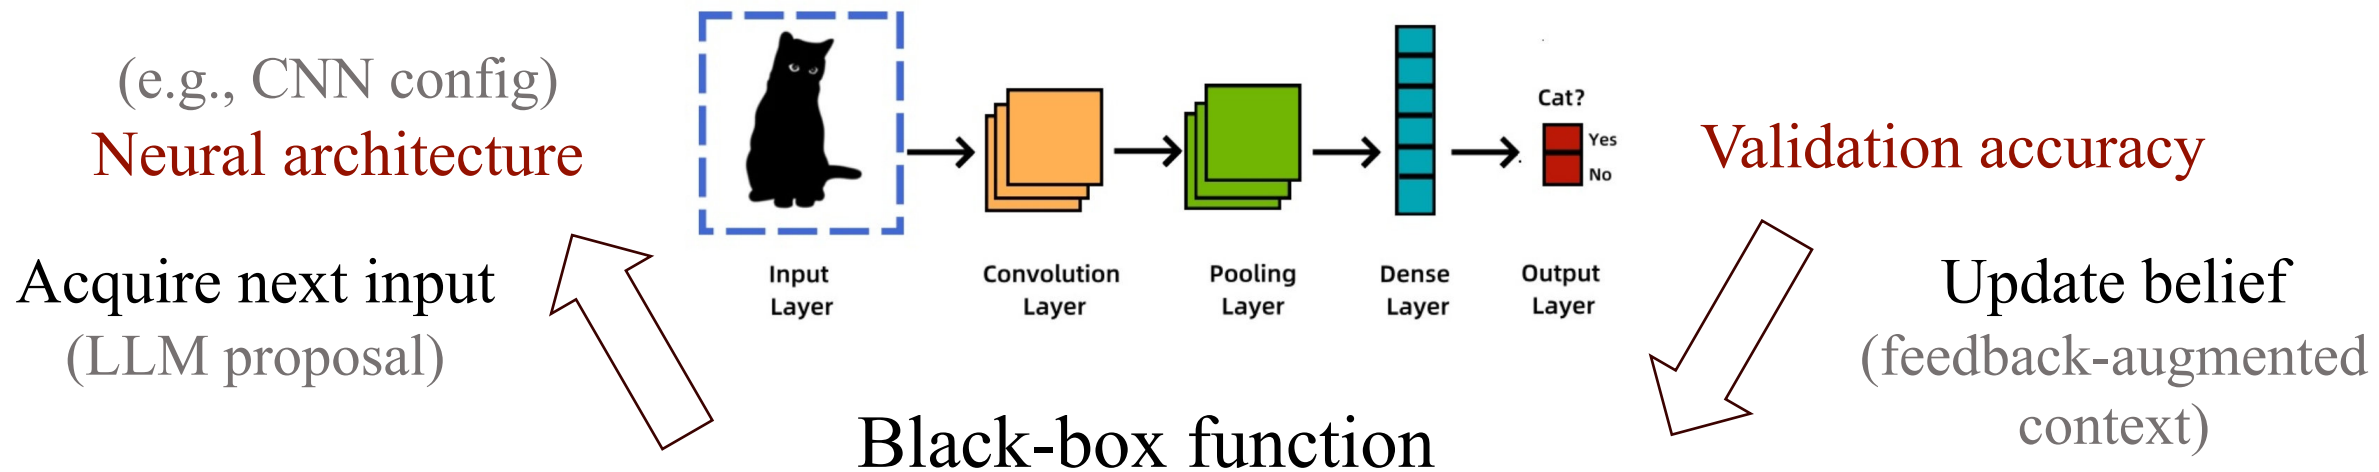 (e.g., CNN config)
Neural architecture
Acquire next input
(LLM proposal)
Input
Layer
Convolution
Layer
Pooling
Layer
Dense
Layer
Cat?
Yes
No
Output
Layer
Validation accuracy
Update belief
(feedback-augmented
context)
Black-box function